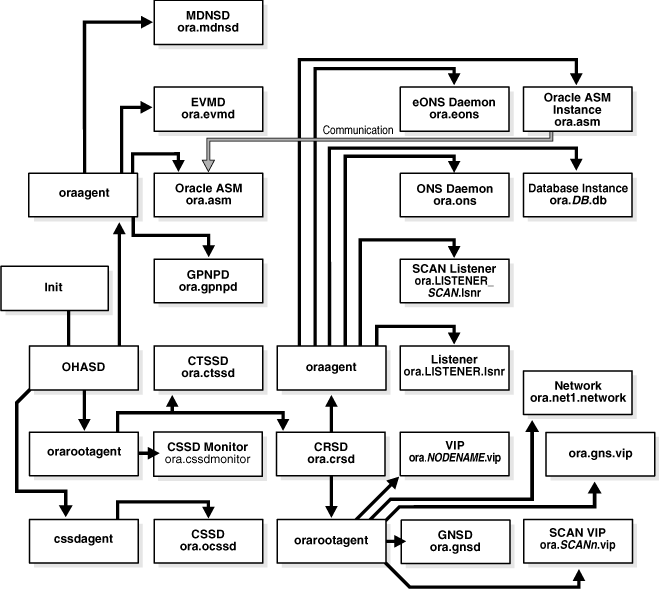 MDNSD
ora.mdnsd
EVMD
ora.evmd
eONS Daemon
ora.eons
Oracle ASM
Instance
ora.asm
Communication
oraagent
Oracle ASM
ora.asm
ONS Daemon
ora.ons
Database Instance
ora.DB.db
GPNPD
ora.gpnpd
SCAN Listener
ora.LISTENER_
SCAN.lsnr
Init
OHASD
CTSSD
ora.ctssd
oraagent
Listener
ora.LISTENER.lsnr
Network
ora.net1.network
orarootagent
CSSD Monitor
ora.cssdmonitor
CRSD
ora.crsd
VIP
ora.NODENAME.vip
ora.gns.vip
cssdagent
CSSD
ora.ocssd
orarootagent
GNSD
ora.gnsd
SCAN VIP
ora.SCANn.vip